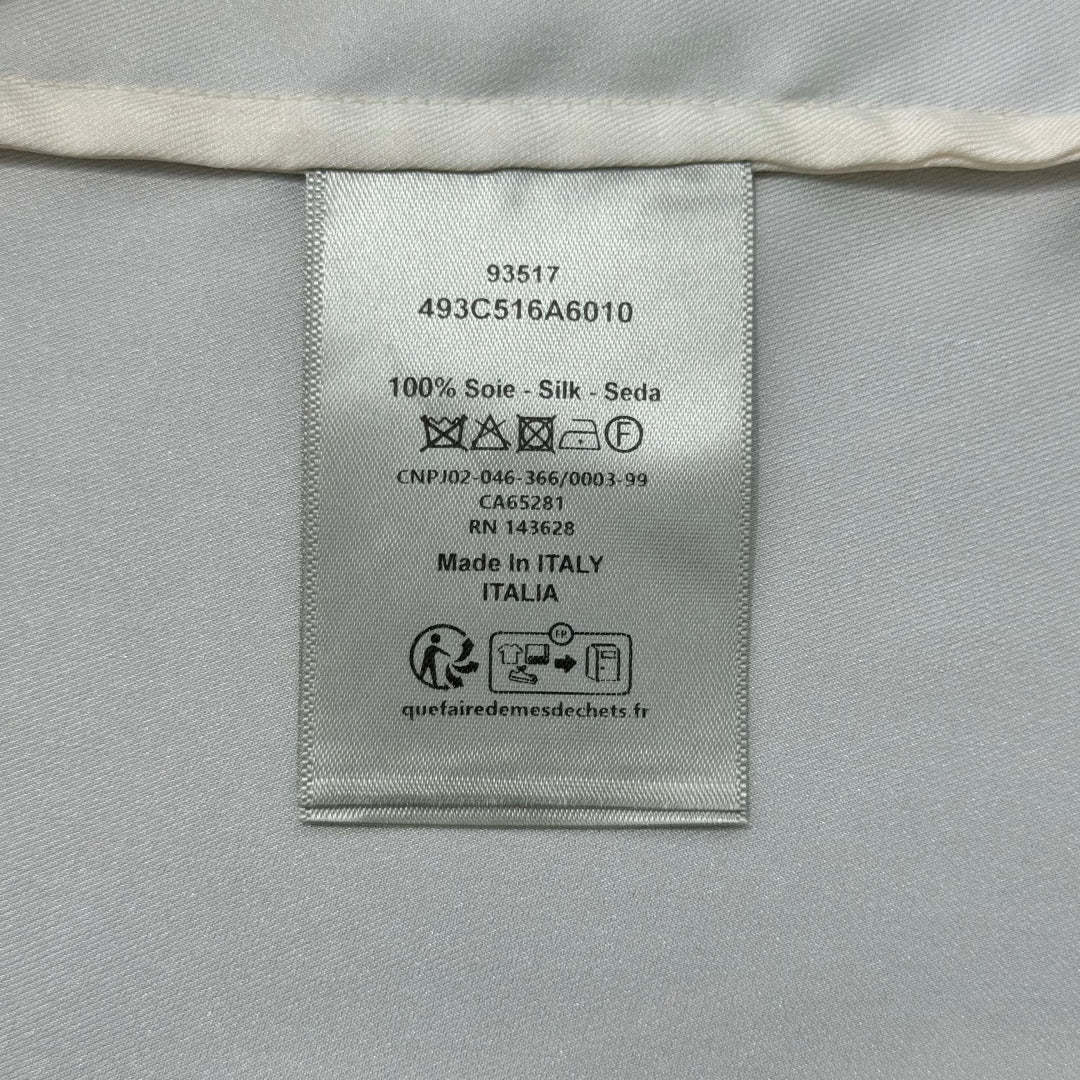 93517
493C516A6010
100% Soie - Silk - Seda
F
CNPJ02-046-366/0003-99
CA65281
RN 143628
Made In ITALY
ITALIA
FP
quefairedemesdechets.fr